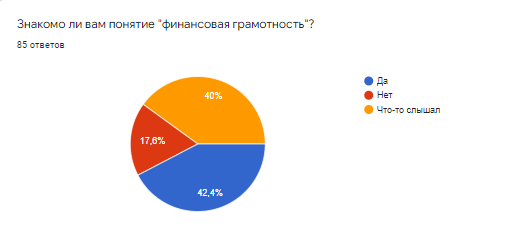 Знакомо ли вам понятие "финансовая грамотность"?
85 ответов
Да
Нет
Что-то слышал
40%
17,6%
42,4%